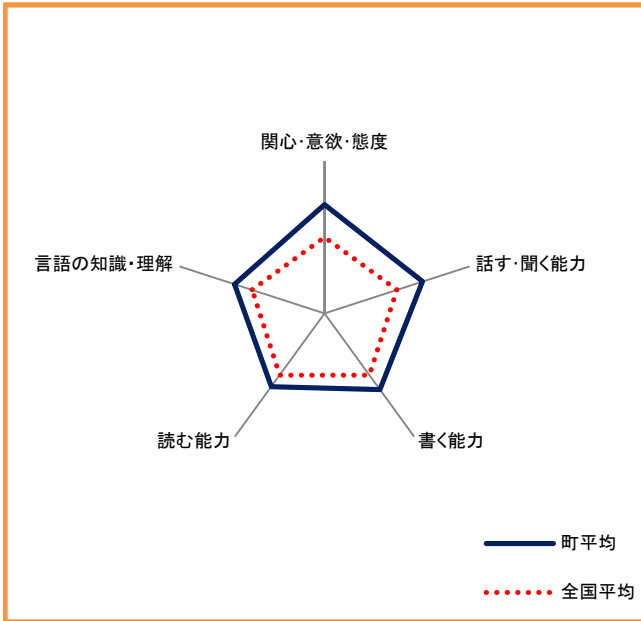 関心・意欲・態度
言語の知識・理解
話す・聞く能力
読む能力
書く能力
町平均
全国平均